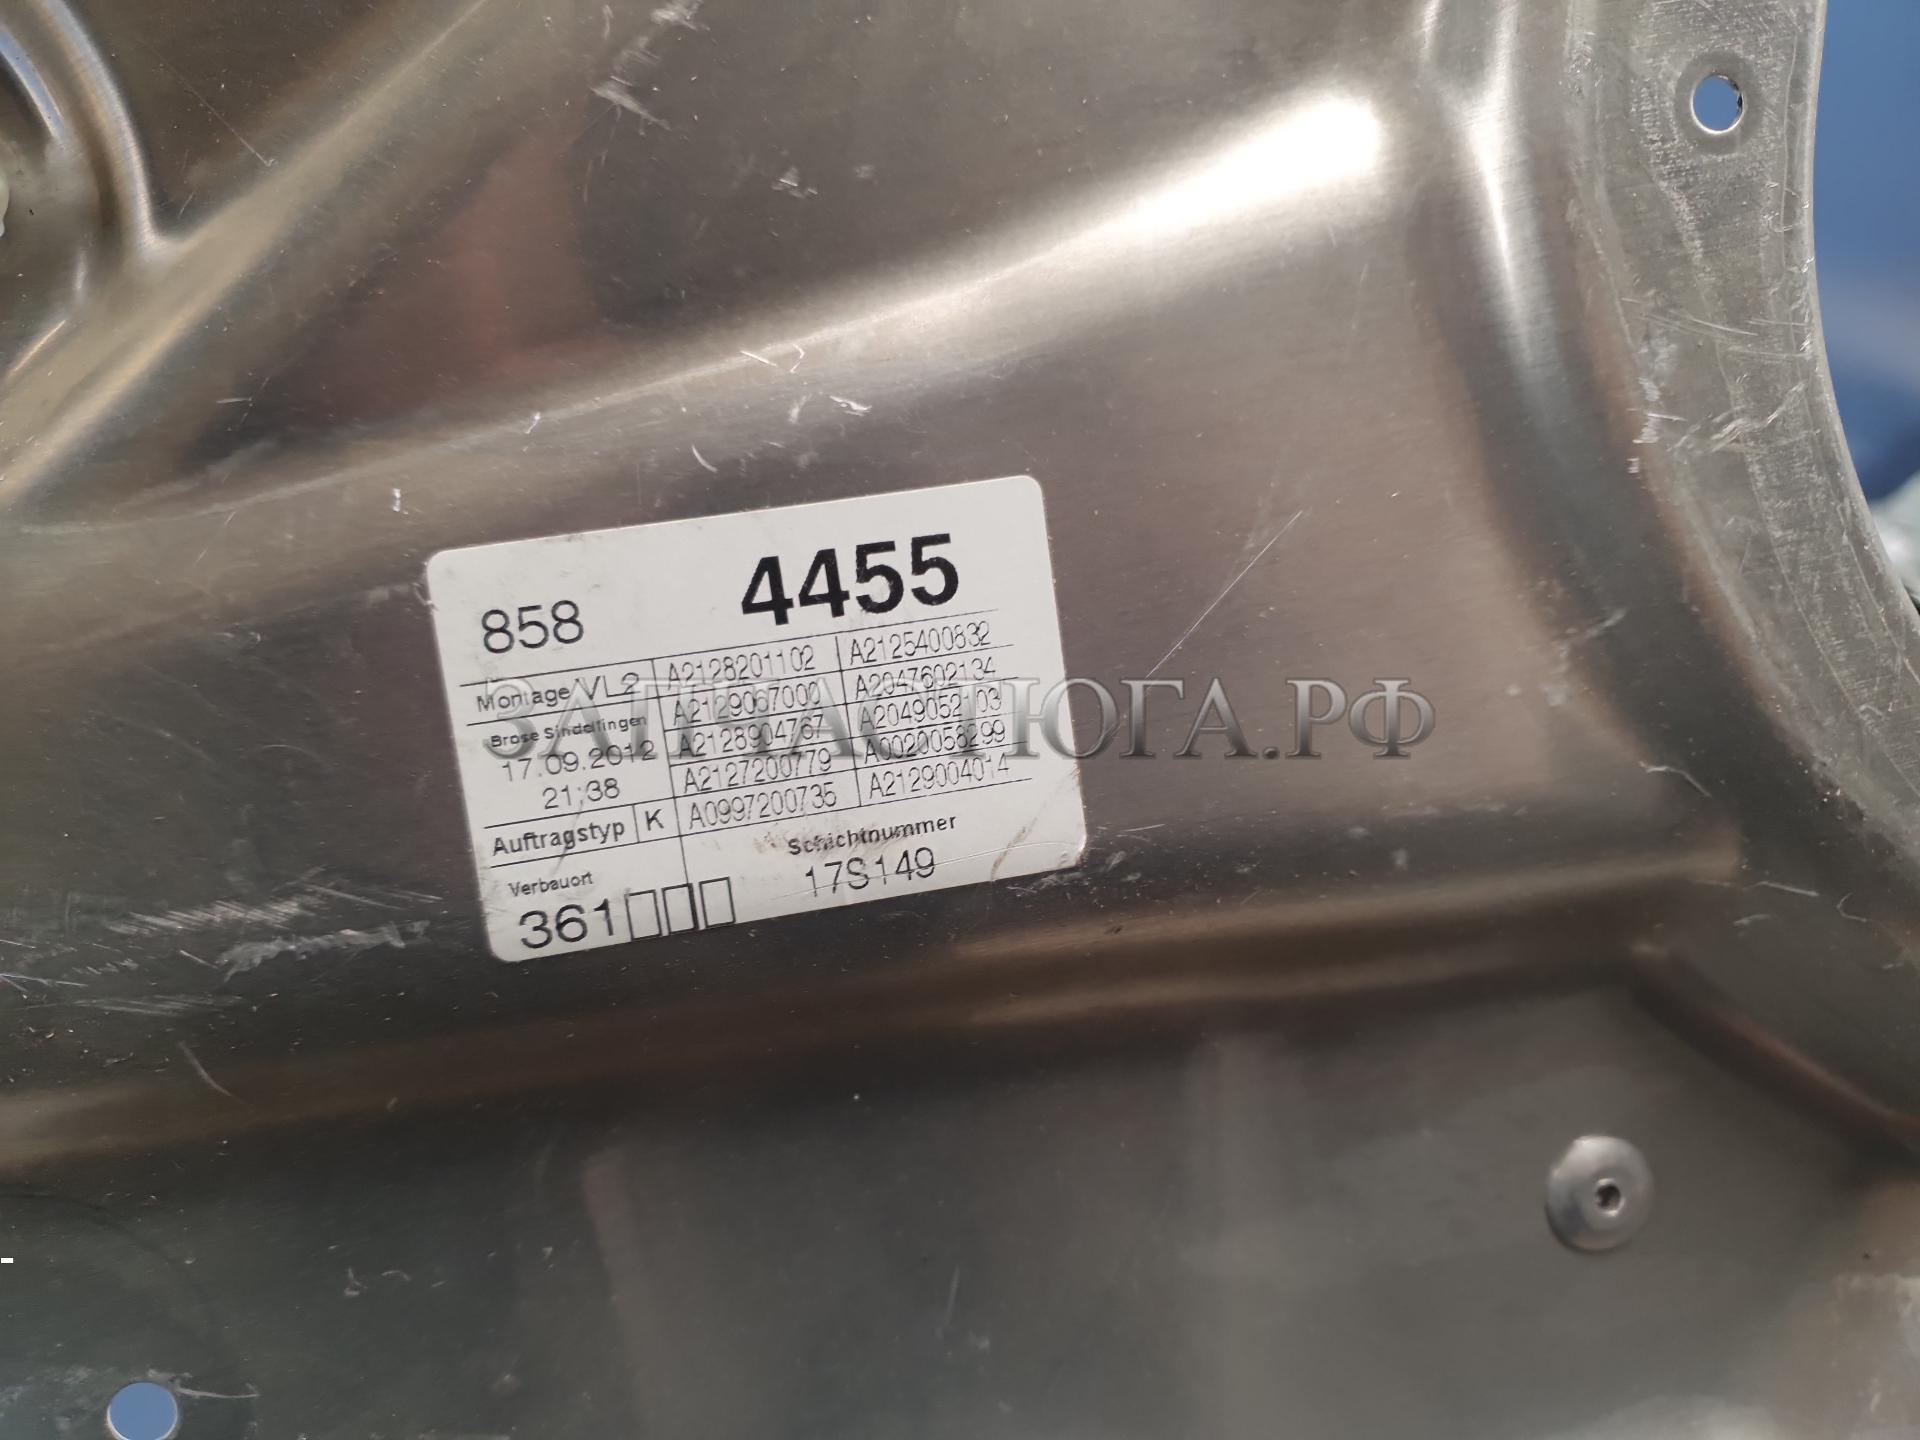 858 4455
Montage/VL2 A2128201102 A2125400832
Brose Sindelfingen A2129067000 A2047602134
17.09.2012 A2128904767 A2049052103
21:38 A2127200779 A0020058299
Auftragstyp K A0997200735 A2129004014
Verbauort Schichtnummer
361□□□ 17S149
ЗАПЧАСТЮГА.РФ